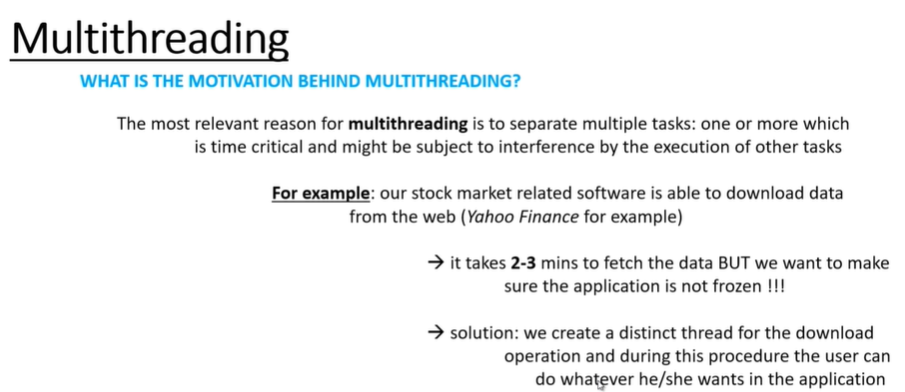 Multithreading
WHAT IS THE MOTIVATION BEHIND MULTITHREADING?
The most relevant reason for multithreading is to separate multiple tasks: one or more which
is time critical and might be subject to interference by the execution of other tasks
For example: our stock market related software is able to download data
from the web (Yahoo Finance for example)
→ it takes 2-3 mins to fetch the data BUT we want to make
sure the application is not frozen !!!
→ solution: we create a distinct thread for the download
operation and during this procedure the user can
do whatever he/she wants in the application